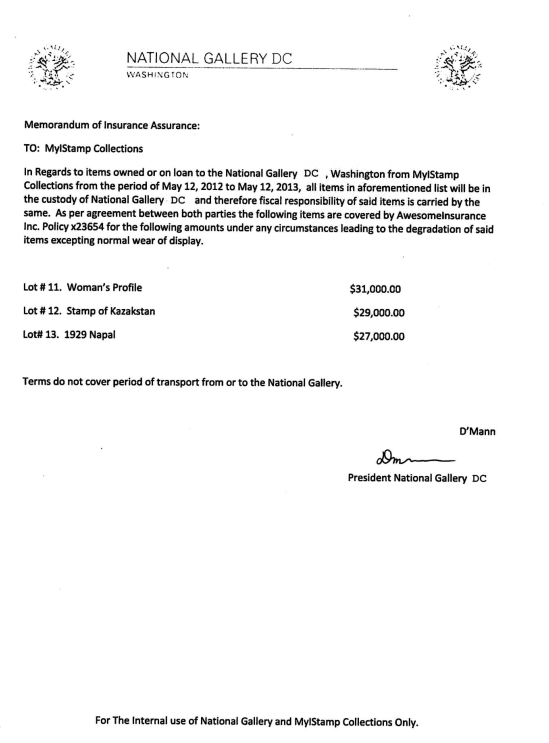 NATIONAL GALLERY DC
WASHINGTON
Memorandum of Insurance Assurance:
TO: MyIStamp Collections
In Regards to items owned or on loan to the National Gallery DC , Washington from MyIStamp
Collections from the period of May 12, 2012 to May 12, 2013, all items in aforementioned list will be in
the custody of National Gallery DC and therefore fiscal responsibility of said items is carried by the
same. As per agreement between both parties the following items are covered by AwesomeInsurance
Inc. Policy x23654 for the following amounts under any circumstances leading to the degradation of said
items excepting normal wear of display.
Lot # 11. Woman's Profile $31,000.00
Lot # 12. Stamp of Kazakstan $29,000.00
Lot# 13. 1929 Napal $27,000.00
Terms do not cover period of transport from or to the National Gallery.
D'Mann
President National Gallery DC
For The Internal use of National Gallery and MyIStamp Collections Only.